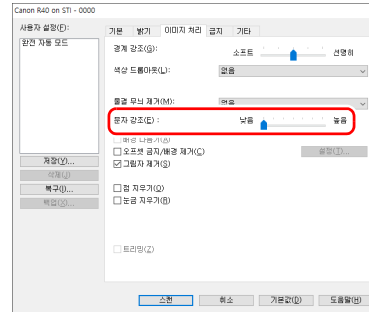 Canon R40 on STI - 0000
사용자 설정(F):
완전 자동 모드
저장(V)...
삭제(J)
복구(I)...
백업(X)...
기본 밝기 이미지 처리 급지 기타
경계 강조(G): 소프트 선명히
색상 드롭아웃(L): 없음
물결 무늬 제거(M): 없음
문자 강조(E) : 낮음 높음
배경 다듬기(A)
오프셋 금지/배경 제거(C) 설정(T)...
그림자 제거(S)
점 지우기(O)
눈금 지우기(R)
트리밍(Z)
스캔 취소 기본값(D) 도움말(H)